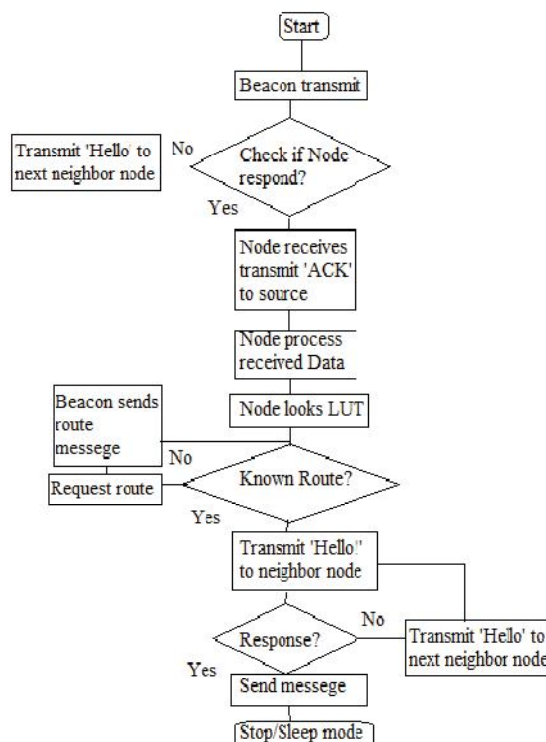 Start
Beacon transmit
Transmit 'Hello' to
next neighbor node
No
Check if Node
respond?
Yes
Node receives
transmit 'ACK'
to source
Node process
received Data
Beacon sends
route
messege
Node looks LUT
No
Request route
Known Route?
Yes
Transmit 'Hello!'
to neighbor node
Response?
No
Transmit 'Hello' to
next neighbor node
Yes
Send messege
Stop/Sleep mode